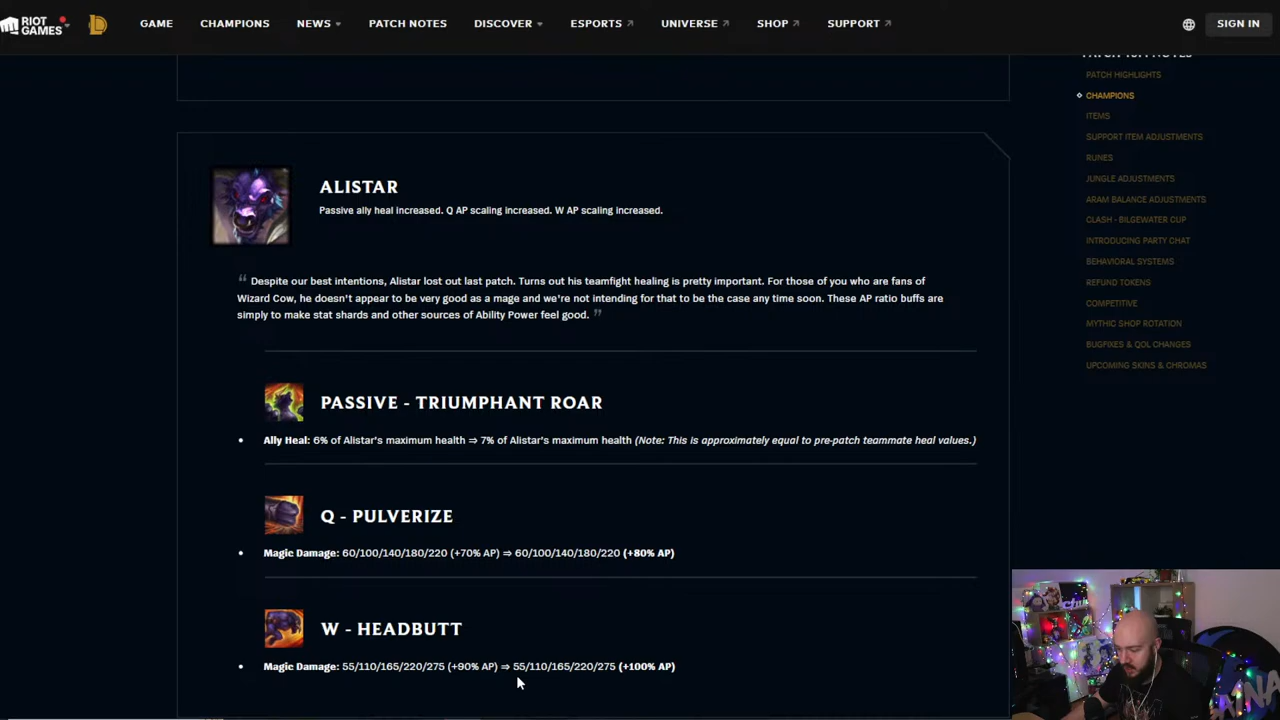 RIOT GAMES
GAME
CHAMPIONS
NEWS
PATCH NOTES
DISCOVER
ESPORTS
UNIVERSE
SHOP
SUPPORT
SIGN IN
NOTES
PATCH HIGHLIGHTS
CHAMPIONS
ITEMS
SUPPORT ITEM ADJUSTMENTS
RUNES
JUNGLE ADJUSTMENTS
ARAM BALANCE ADJUSTMENTS
CLASH - BILGEWATER CUP
INTRODUCING PARTY CHAT
BEHAVIORAL SYSTEMS
REFUND TOKENS
COMPETITIVE
MYTHIC SHOP ROTATION
BUGFIXES & QOL CHANGES
UPCOMING SKINS & CHROMAS
ALISTAR
Passive ally heal increased. Q AP scaling increased. W AP scaling increased.
“ Despite our best intentions, Alistar lost out last patch. Turns out his teamfight healing is pretty important. For those of you who are fans of
Wizard Cow, he doesn't appear to be very good as a mage and we're not intending for that to be the case any time soon. These AP ratio buffs are
simply to make stat shards and other sources of Ability Power feel good. ”
PASSIVE - TRIUMPHANT ROAR
• Ally Heal: 6% of Alistar's maximum health ⇒ 7% of Alistar's maximum health (Note: This is approximately equal to pre-patch teammate heal values.)
Q - PULVERIZE
• Magic Damage: 60/100/140/180/220 (+70% AP) ⇒ 60/100/140/180/220 (+80% AP)
W - HEADBUTT
• Magic Damage: 55/110/165/220/275 (+90% AP) ⇒ 55/110/165/220/275 (+100% AP)